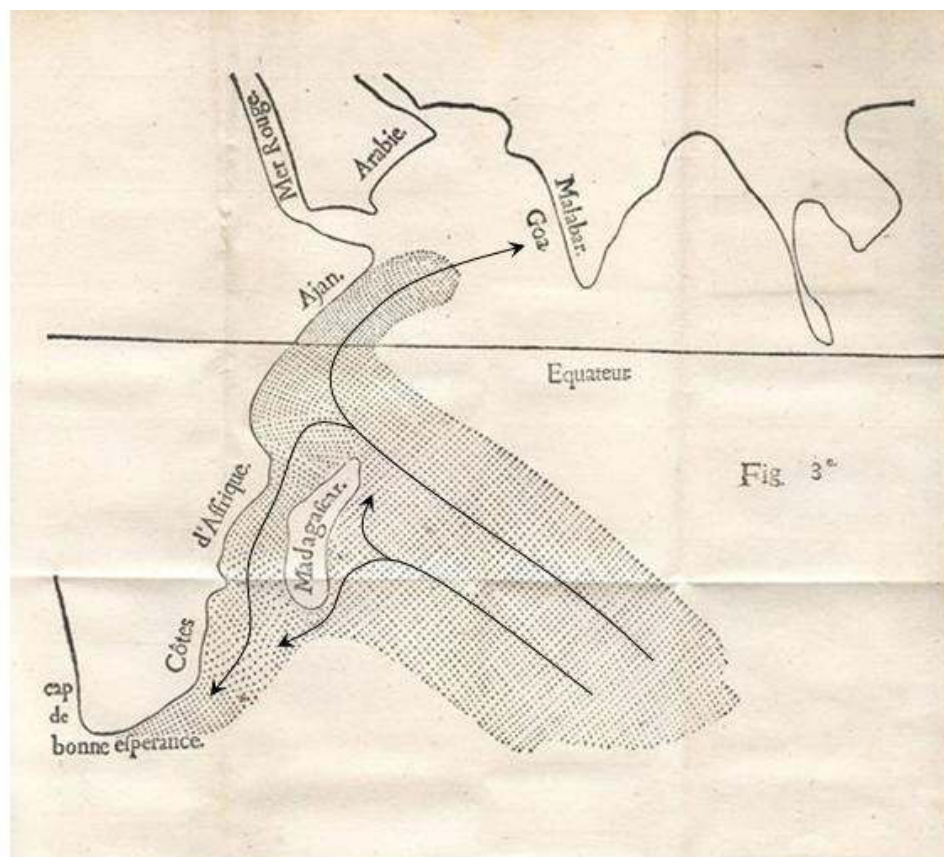 Mer Rouge.
Arabie.
Malabar.
Goa
Ajan.
Equateur
Fig. 3e
d'Affrique.
Madagaſcar.
Côtes
cap
de
bonne eſperance.